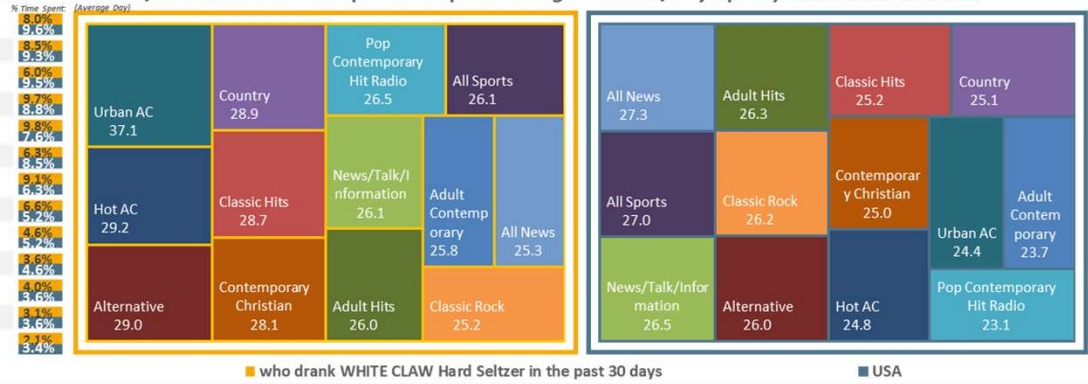 % Time Spent: (Average Day)
8.0%
9.6%
8.5%
9.3%
6.0%
9.5%
9.7%
8.8%
9.8%
7.6%
6.3%
8.5%
9.1%
6.3%
6.6%
5.2%
4.6%
5.2%
3.6%
4.6%
4.0%
3.6%
3.1%
3.6%
2.1%
3.4%
Urban AC
37.1
Hot AC
29.2
Alternative
29.0
Country
28.9
Classic Hits
28.7
Contemporary
Christian
28.1
Pop
Contemporary
Hit Radio
26.5
All Sports
26.1
News/Talk/I
nformation
26.1
Adult
Contemp
orary
25.8
All News
25.3
Adult Hits
26.0
Classic Rock
25.2
All News
27.3
All Sports
27.0
News/Talk/Infor
mation
26.5
Adult Hits
26.3
Classic Rock
26.2
Alternative
26.0
Classic Hits
25.2
Country
25.1
Contemporar
y Christian
25.0
Hot AC
24.8
Urban AC
24.4
Adult
Contem
porary
23.7
Pop Contemporary
Hit Radio
23.1
who drank WHITE CLAW Hard Seltzer in the past 30 days
USA